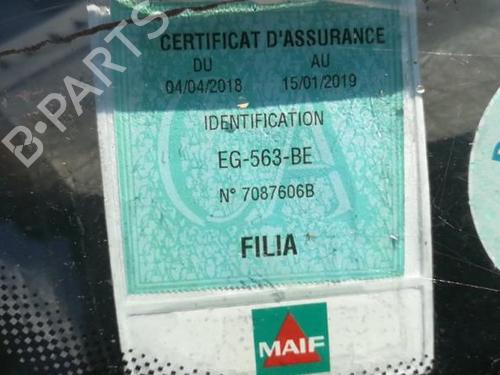 CERTIFICAT D'ASSURANCE
DU AU
04/04/2018 15/01/2019
IDENTIFICATION
EG-563-BE
N° 7087606B
FILIA
MAIF
B-PARTS